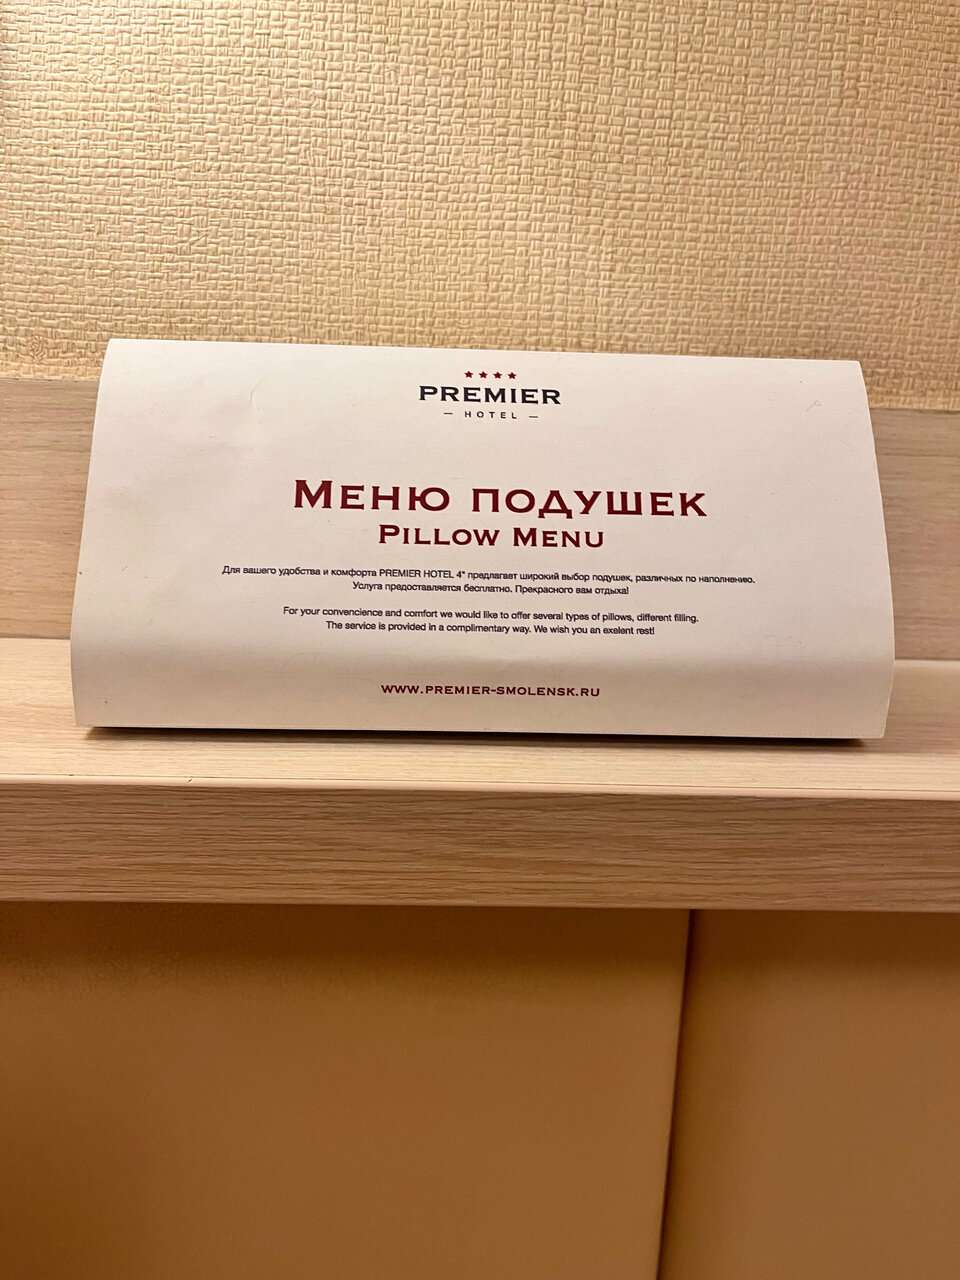 PREMIER
— HOTEL —
Меню подушек
Pillow Menu
Для вашего удобства и комфорта PREMIER HOTEL 4* предлагает широкий выбор подушек, различных по наполнению.
Услуга предоставляется бесплатно. Прекрасного вам отдыха!
For your convencience and comfort we would like to offer several types of pillows, different filling.
The service is provided in a complimentary way. We wish you an exelent rest!
www.premier-smolensk.ru